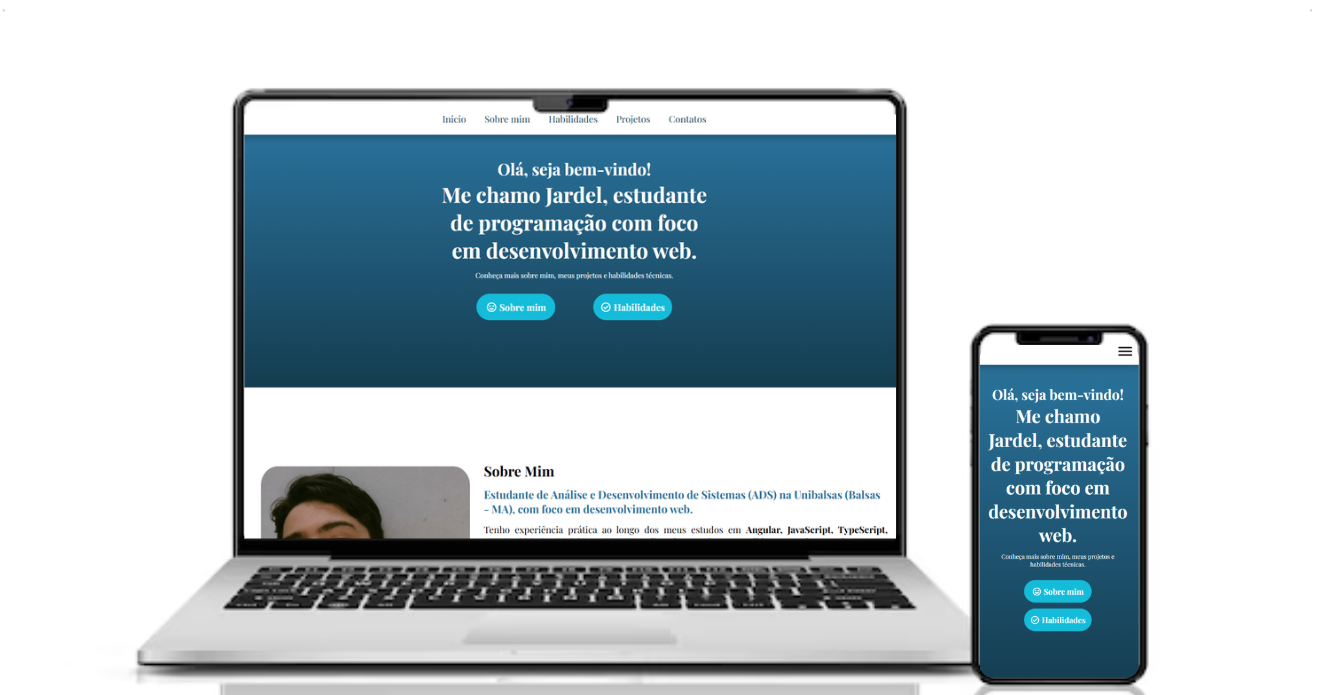 Início Sobre mim Habilidades Projetos Contatos
Olá, seja bem-vindo!
Me chamo Jardel, estudante
de programação com foco
em desenvolvimento web.
Conheça mais sobre mim, meus projetos e habilidades técnicas.
Sobre mim Habilidades
Sobre Mim
Estudante de Análise e Desenvolvimento de Sistemas (ADS) na Unibalsas (Balsas
- MA), com foco em desenvolvimento web.
Tenho experiência prática ao longo dos meus estudos em Angular, JavaScript, TypeScript,
Olá, seja bem-vindo!
Me chamo
Jardel, estudante
de programação
com foco em
desenvolvimento
web.
Conheça mais sobre mim, meus projetos e
habilidades técnicas.
Sobre mim
Habilidades